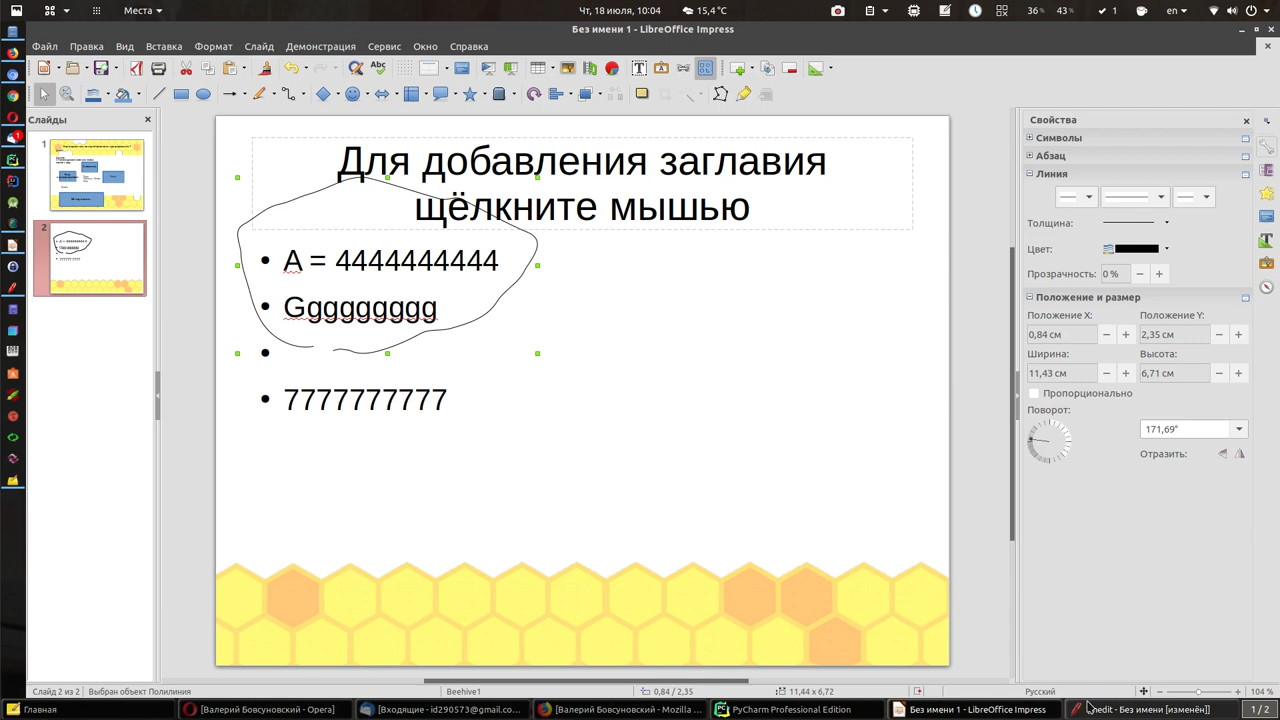 Места
Чт, 18 июля, 10:04
15,4°C
36%
43%
1
en
Без имени 1 - LibreOffice Impress
Файл Правка Вид Вставка Формат Слайд Демонстрация Сервис Окно Справка
Слайды
1
2
Для добавления заглавия
щёлкните мышью
A = 4444444444
Ggggggggg
7777777777
Свойства
Символы
Абзац
Линия
Толщина:
Цвет:
Прозрачность: 0 %
Положение и размер
Положение X: Положение Y:
0,84 см 2,35 см
Ширина: Высота:
11,43 см 6,71 см
Пропорционально
Поворот:
171,69°
Отразить:
Слайд 2 из 2 Выбран объект Полилиния Beehive1 0,84 / 2,35 11,44 x 6,72 Русский 104 %
Главная [Валерий Бовсуновский - Opera] [Входящие - id290573@gmail.co... [Валерий Бовсуновский - Mozilla ... PyCharm Professional Edition Без имени 1 - LibreOffice Impress - Без имени [изменён]] 1 / 2